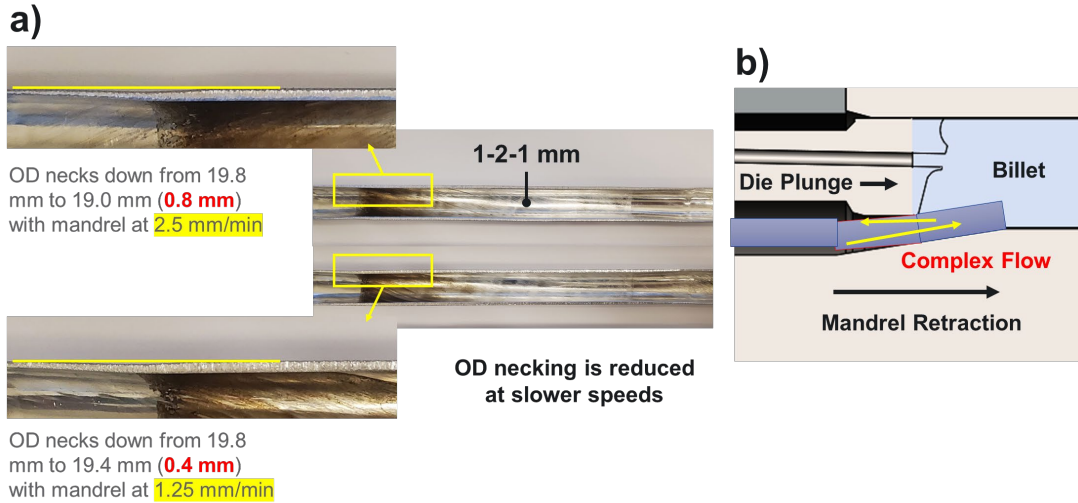 a)
OD necks down from 19.8
mm to 19.0 mm (0.8 mm)
with mandrel at 2.5 mm/min
1-2-1 mm
OD necks down from 19.8
mm to 19.4 mm (0.4 mm)
with mandrel at 1.25 mm/min
OD necking is reduced
at slower speeds
b)
Billet
Die Plunge
Complex Flow
Mandrel Retraction